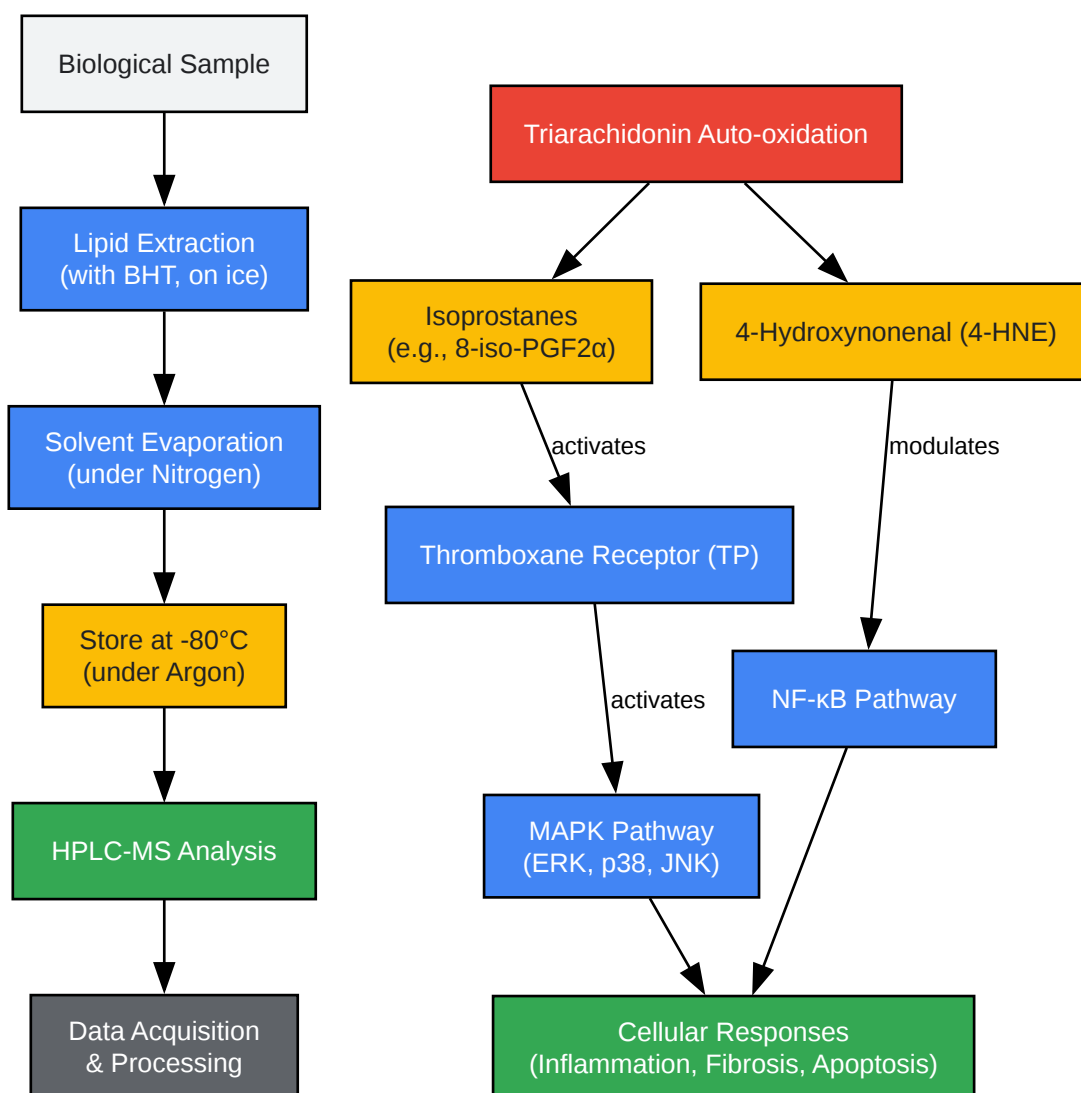 Biological Sample
Lipid Extraction
(with BHT, on ice)
Solvent Evaporation
(under Nitrogen)
Store at -80°C
(under Argon)
HPLC-MS Analysis
Data Acquisition
& Processing
Triarachidonin Auto-oxidation
Isoprostanes
(e.g., 8-iso-PGF2α)
4-Hydroxynonenal (4-HNE)
activates
modulates
Thromboxane Receptor (TP)
activates
NF-κB Pathway
MAPK Pathway
(ERK, p38, JNK)
Cellular Responses
(Inflammation, Fibrosis, Apoptosis)